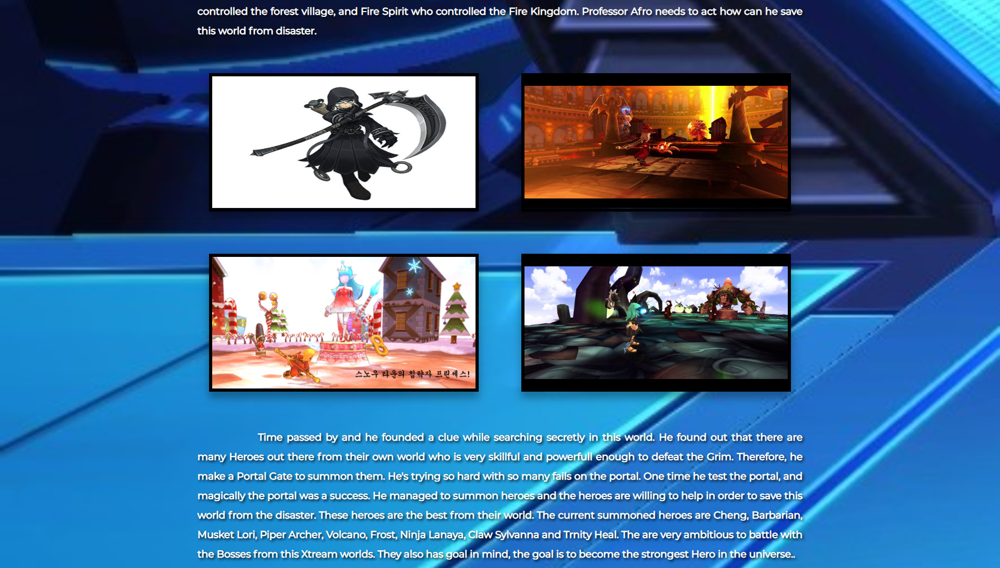 controlled the forest village, and Fire Spirit who controlled the Fire Kingdom. Professor Afro needs to act how can he save
this world from disaster.
스노우 타운의 침략자 프린세스!
Time passed by and he founded a clue while searching secretly in this world. He found out that there are
many Heroes out there from their own world who is very skillful and powerfull enough to defeat the Grim. Therefore, he
make a Portal Gate to summon them. He's trying so hard with so many fails on the portal. One time he test the portal, and
magically the portal was a success. He managed to summon heroes and the heroes are willing to help in order to save this
world from the disaster. These heroes are the best from their world. The current summoned heroes are Cheng, Barbarian,
Musket Lori, Piper Archer, Volcano, Frost, Ninja Lanaya, Claw Sylvanna and Trnity Heal. The are very ambitious to battle with
the Bosses from this Xtream worlds. They also has goal in mind, the goal is to become the strongest Hero in the universe..